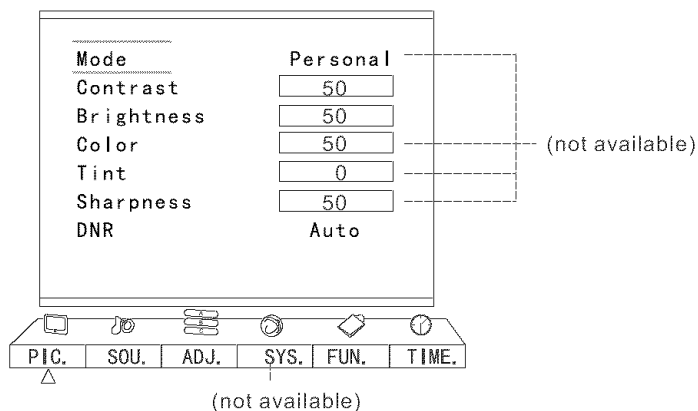 Mode Personal
Contrast 50
Brightness 50
Color 50
(not available)
Tint 0
Sharpness 50
DNR Auto
A
B
C
PIC. SOU. ADJ. SYS. FUN. TIME.
(not available)